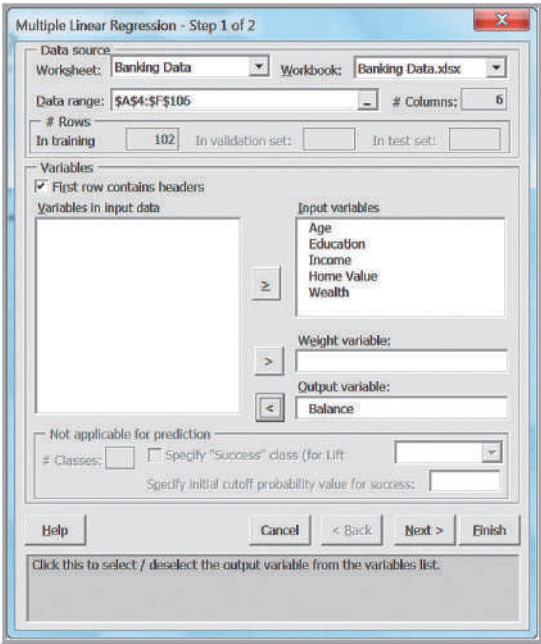 Multiple Linear Regression - Step 1 of 2
Data source
Worksheet: Banking Data Workbook: Banking Data.xlsx
Data range: $A$4:$F$106 # Columns: 6
# Rows
In training 102 In validation set: In test set:
Variables
First row contains headers
Variables in input data Input variables
Age
Education
Income
Home Value
Wealth
≥
Weight variable:
>
Output variable:
< Balance
Not applicable for prediction
# Classes: Specify "Success" class (for Lift
Specify initial cutoff probability value for success:
Help Cancel < Back Next > Finish
Click this to select / deselect the output variable from the variables list.